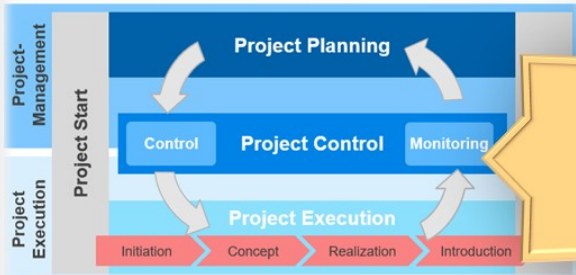 Project-
Management
Project Start
Project Planning
Control
Project Control
Monitoring
Project
Execution
Project Execution
Initiation
Concept
Realization
Introduction